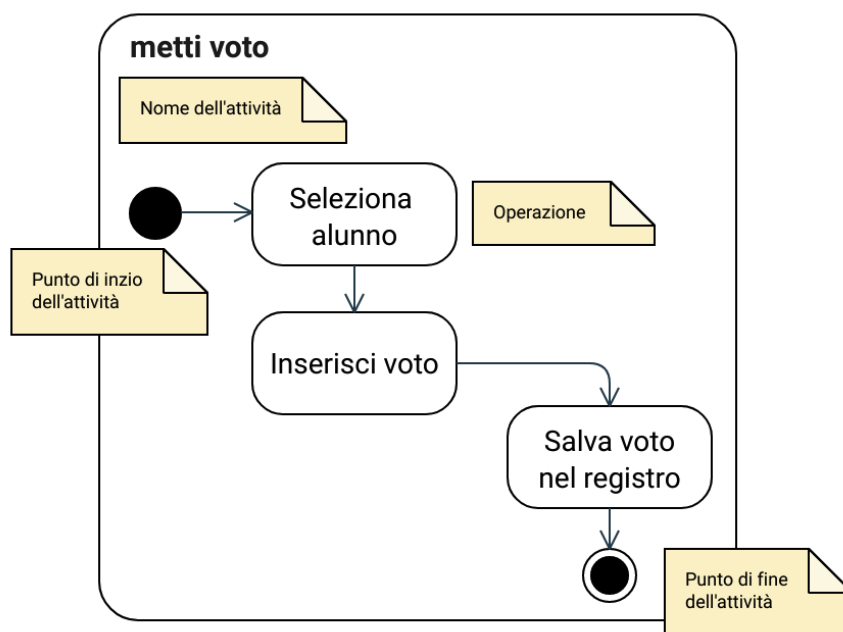 metti voto
Nome dell'attività
Seleziona
alunno
Operazione
Punto di inzio
dell'attività
Inserisci voto
Salva voto
nel registro
Punto di fine
dell'attività